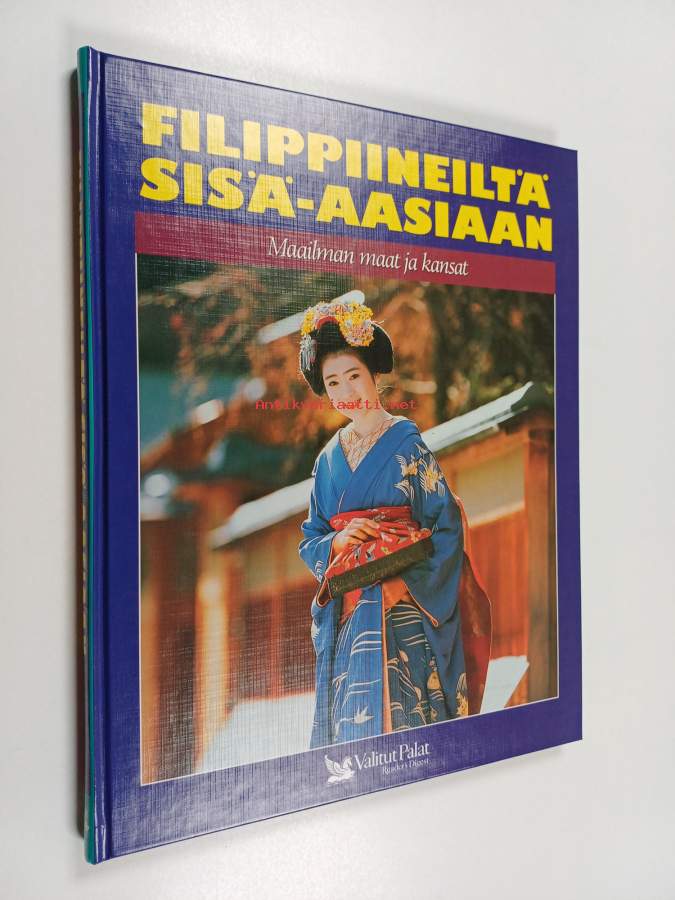 FILIPPIINEILTÄ
SISÄ-AASIAAN
Maailman maat ja kansat
Antikvariaatti.net
Valitut Palat
Reader's Digest